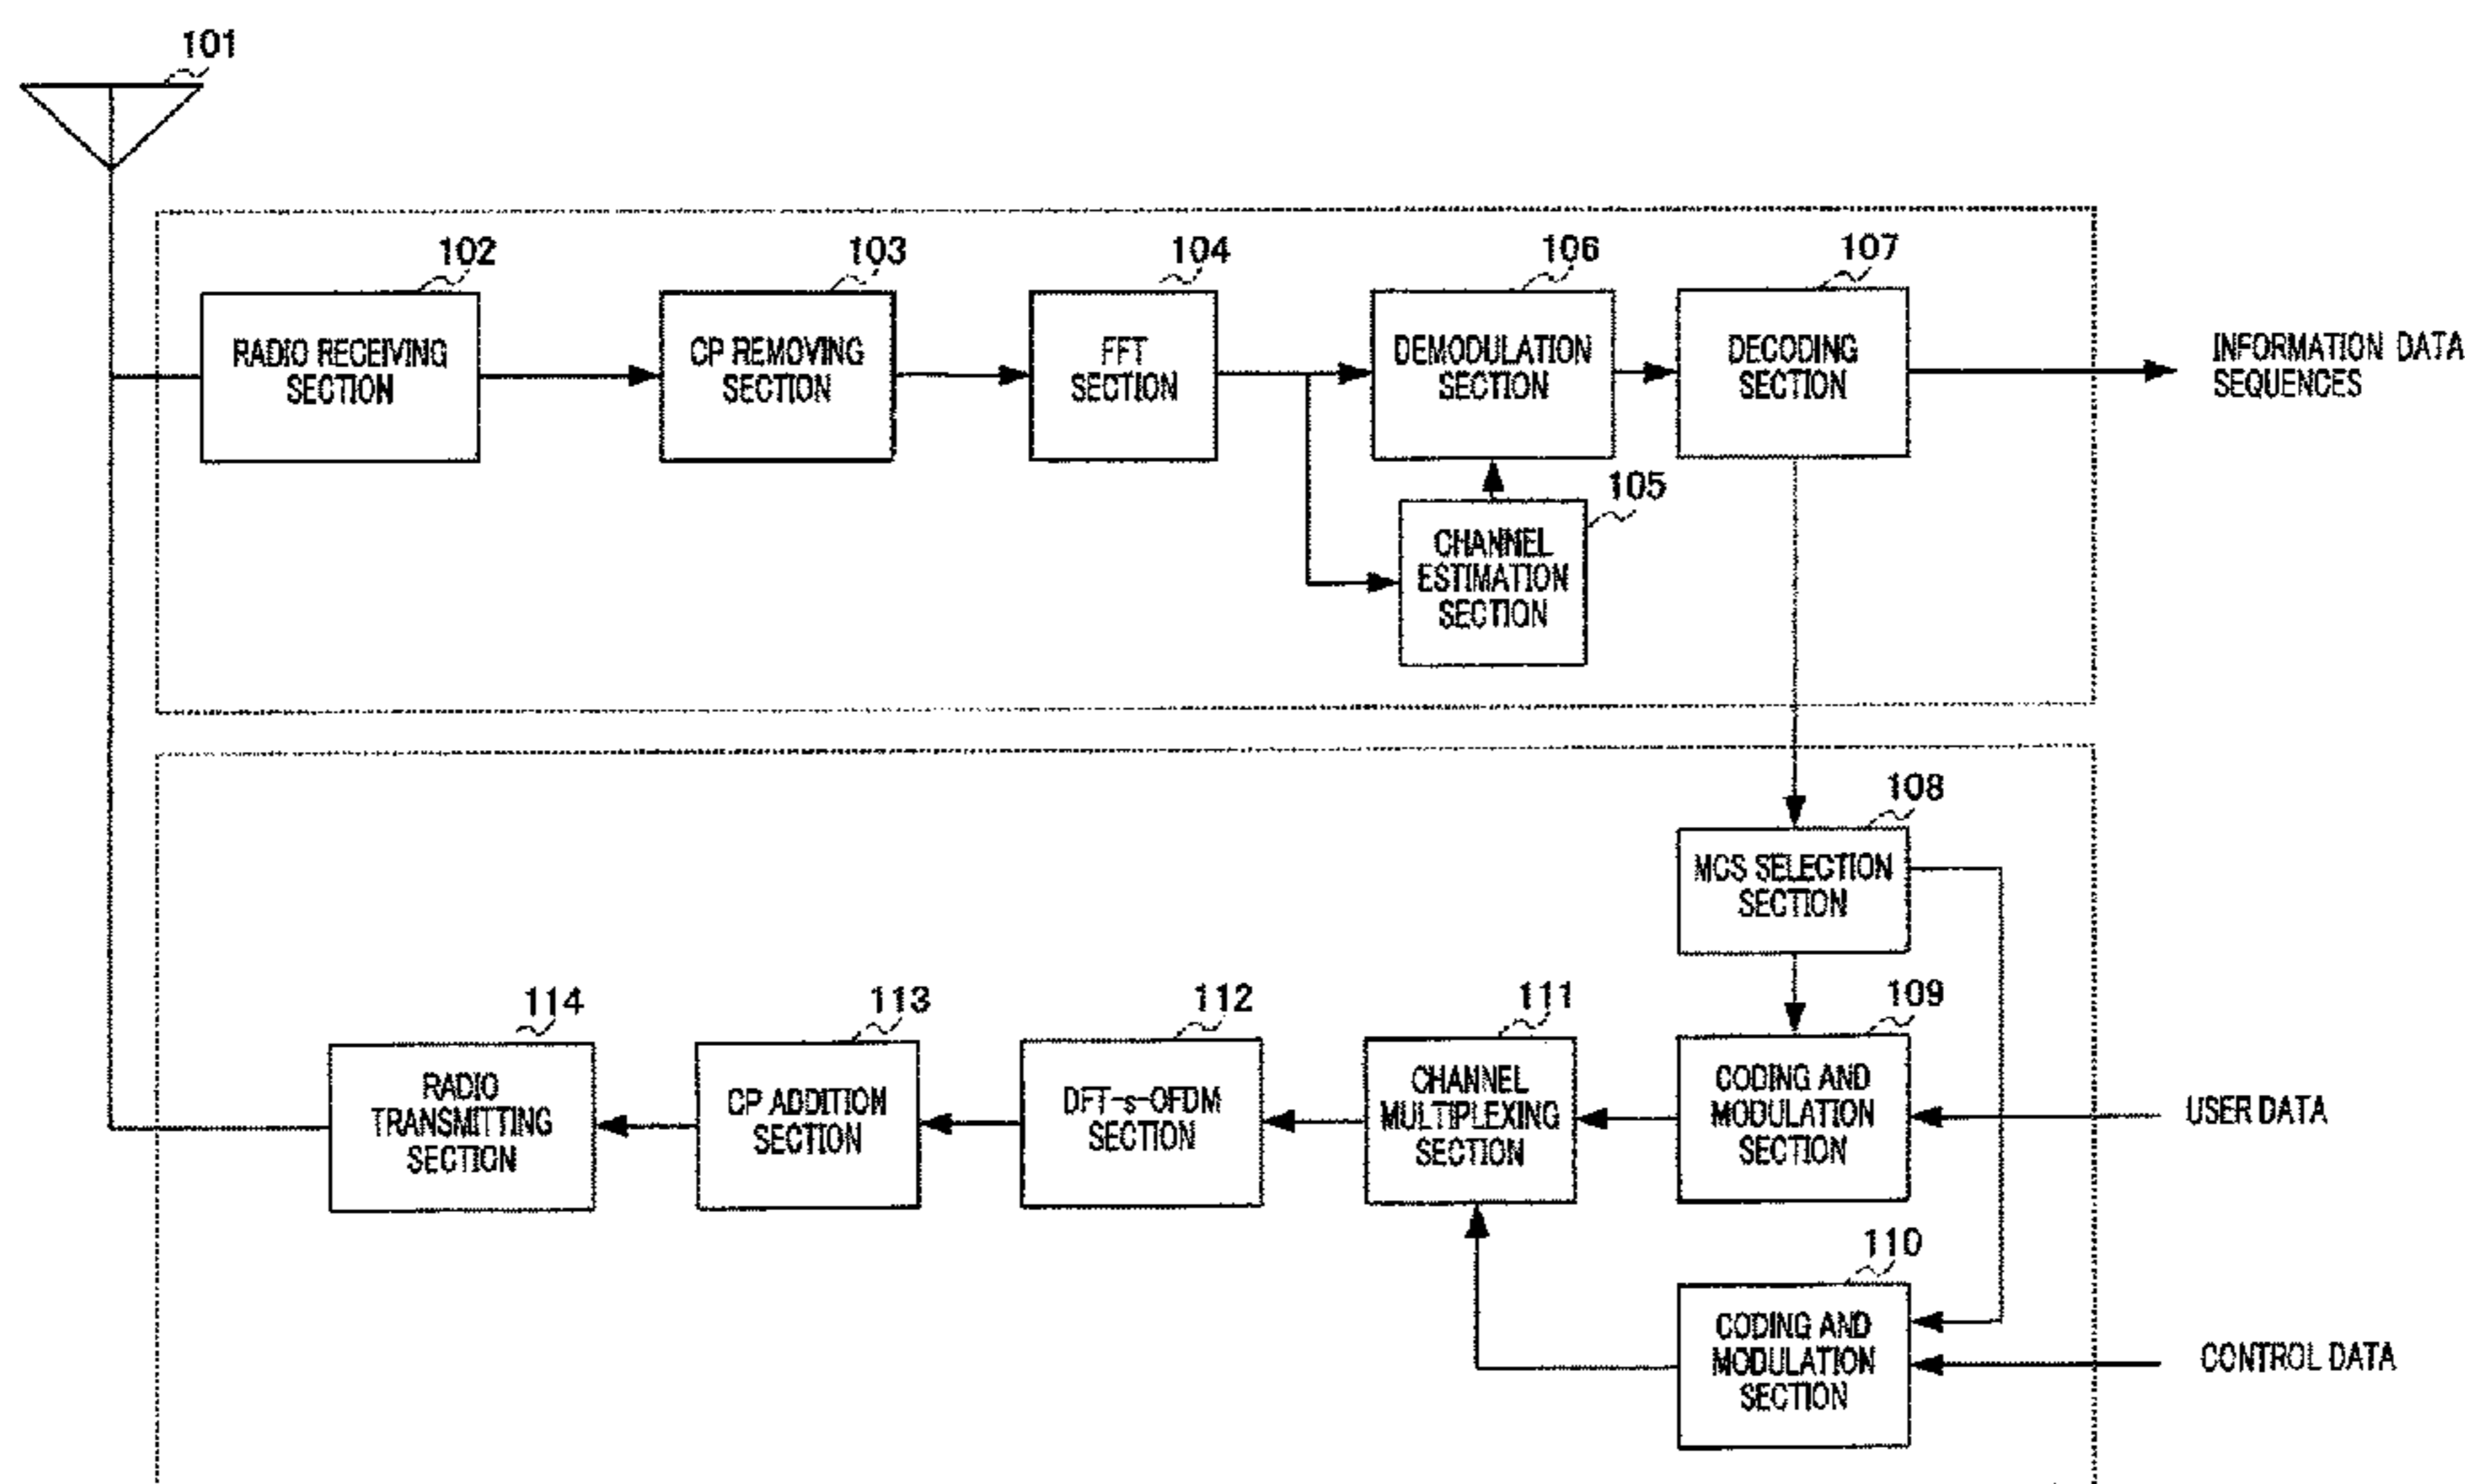 101
102
103
104
106
107
RADIO RECEIVING
SECTION
CP REMOVING
SECTION
FFT
SECTION
DEMODULATION
SECTION
DECODING
SECTION
INFORMATION DATA
SEQUENCES
105
CHANNEL
ESTIMATION
SECTION
108
MCS SELECTION
SECTION
114
113
112
111
109
RADIO
TRANSMITTING
SECTION
CP ADDITION
SECTION
DFT-s-OFDM
SECTION
CHANNEL
MULTIPLEXING
SECTION
CODING AND
MODULATION
SECTION
USER DATA
110
CODING AND
MODULATION
SECTION
CONTROL DATA